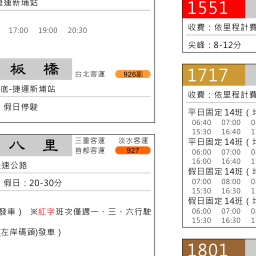 捷運新埔站
17:00 19:00 20:30
板橋
台北客運 926副
底-捷運新埔站
假日停駛
八里
三重客運 淡水客運
首都客運 927
速公路
假日：20-30分
發車） ※紅字班次僅週一、三、六行駛
(左岸碼頭)發車）
1551
收費：依里程計費
尖峰：8-12分
1717
收費：依里程計費
平日固定14班（
06:40 07:00
15:30 16:30
平日固定12班（
06:00 07:00
16:00 16:40
假日固定14班（
07:00 08:00
15:30 16:30
假日固定12班（
06:00 07:00
15:30 16:30
1801